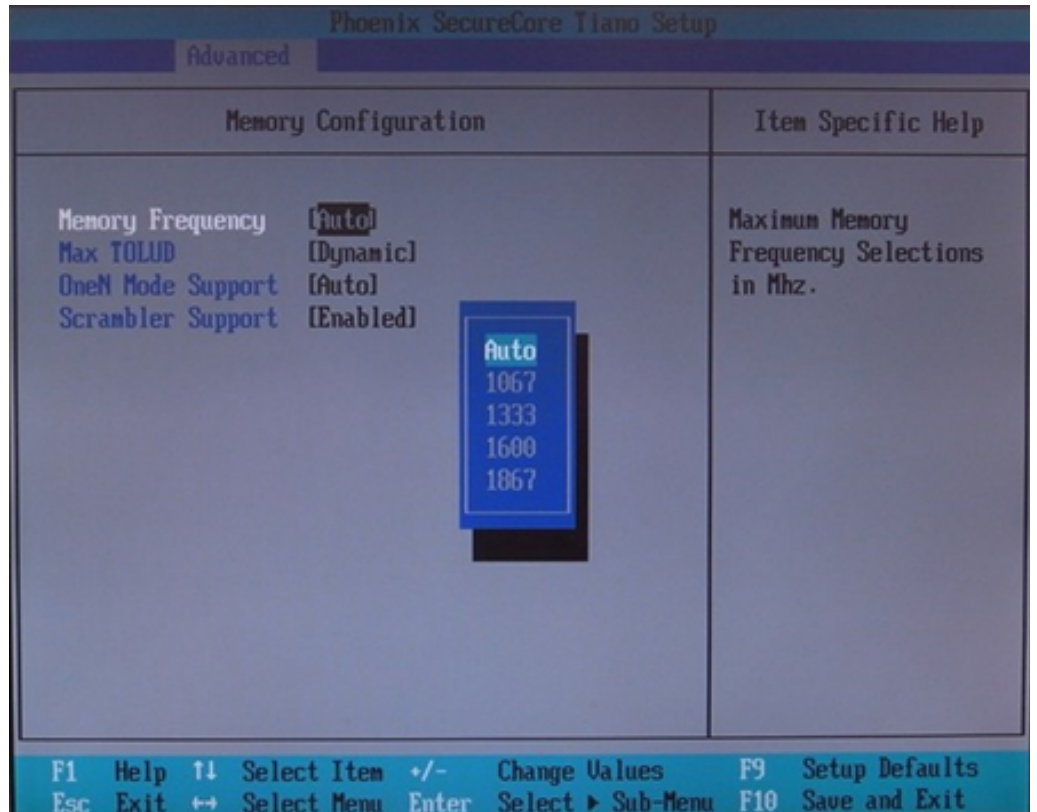 Phoenix SecureCore Tiano Setup
Advanced
Memory Configuration
Item Specific Help
Memory Frequency [Auto]
Max TOLUD [Dynamic]
OneN Mode Support [Auto]
Scrambler Support [Enabled]
Auto
1067
1333
1600
1867
Maximum Memory
Frequency Selections
in Mhz.
F1 Help ↑↓ Select Item +/- Change Values F9 Setup Defaults
Esc Exit ↔ Select Menu Enter Select ▶ Sub-Menu F10 Save and Exit